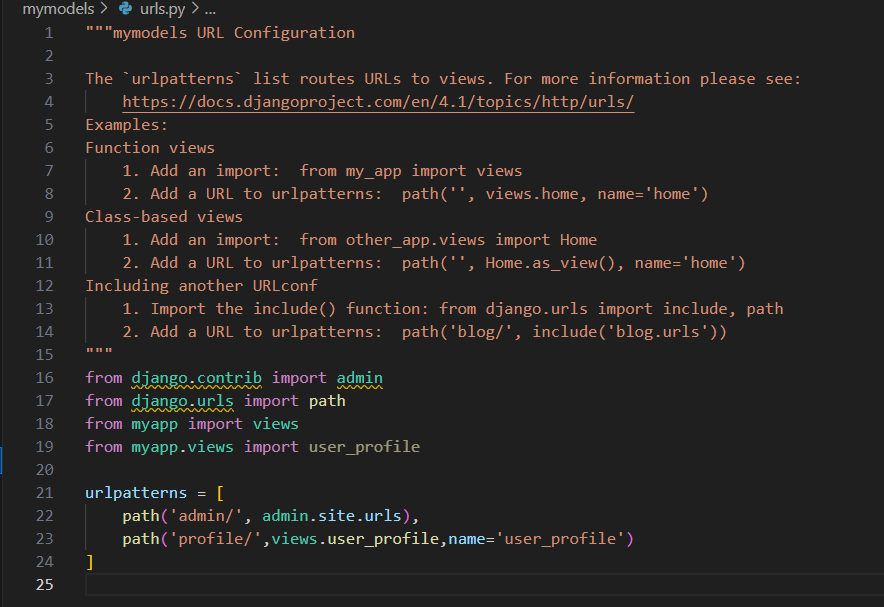 mymodels > urls.py > ...
1 """mymodels URL Configuration
2
3 The `urlpatterns` list routes URLs to views. For more information please see:
4     https://docs.djangoproject.com/en/4.1/topics/http/urls/
5 Examples:
6 Function views
7     1. Add an import:  from my_app import views
8     2. Add a URL to urlpatterns:  path('', views.home, name='home')
9 Class-based views
10     1. Add an import:  from other_app.views import Home
11     2. Add a URL to urlpatterns:  path('', Home.as_view(), name='home')
12 Including another URLconf
13     1. Import the include() function: from django.urls import include, path
14     2. Add a URL to urlpatterns:  path('blog/', include('blog.urls'))
15 """
16 from django.contrib import admin
17 from django.urls import path
18 from myapp import views
19 from myapp.views import user_profile
20
21 urlpatterns = [
22     path('admin/', admin.site.urls),
23     path('profile/',views.user_profile,name='user_profile')
24 ]
25